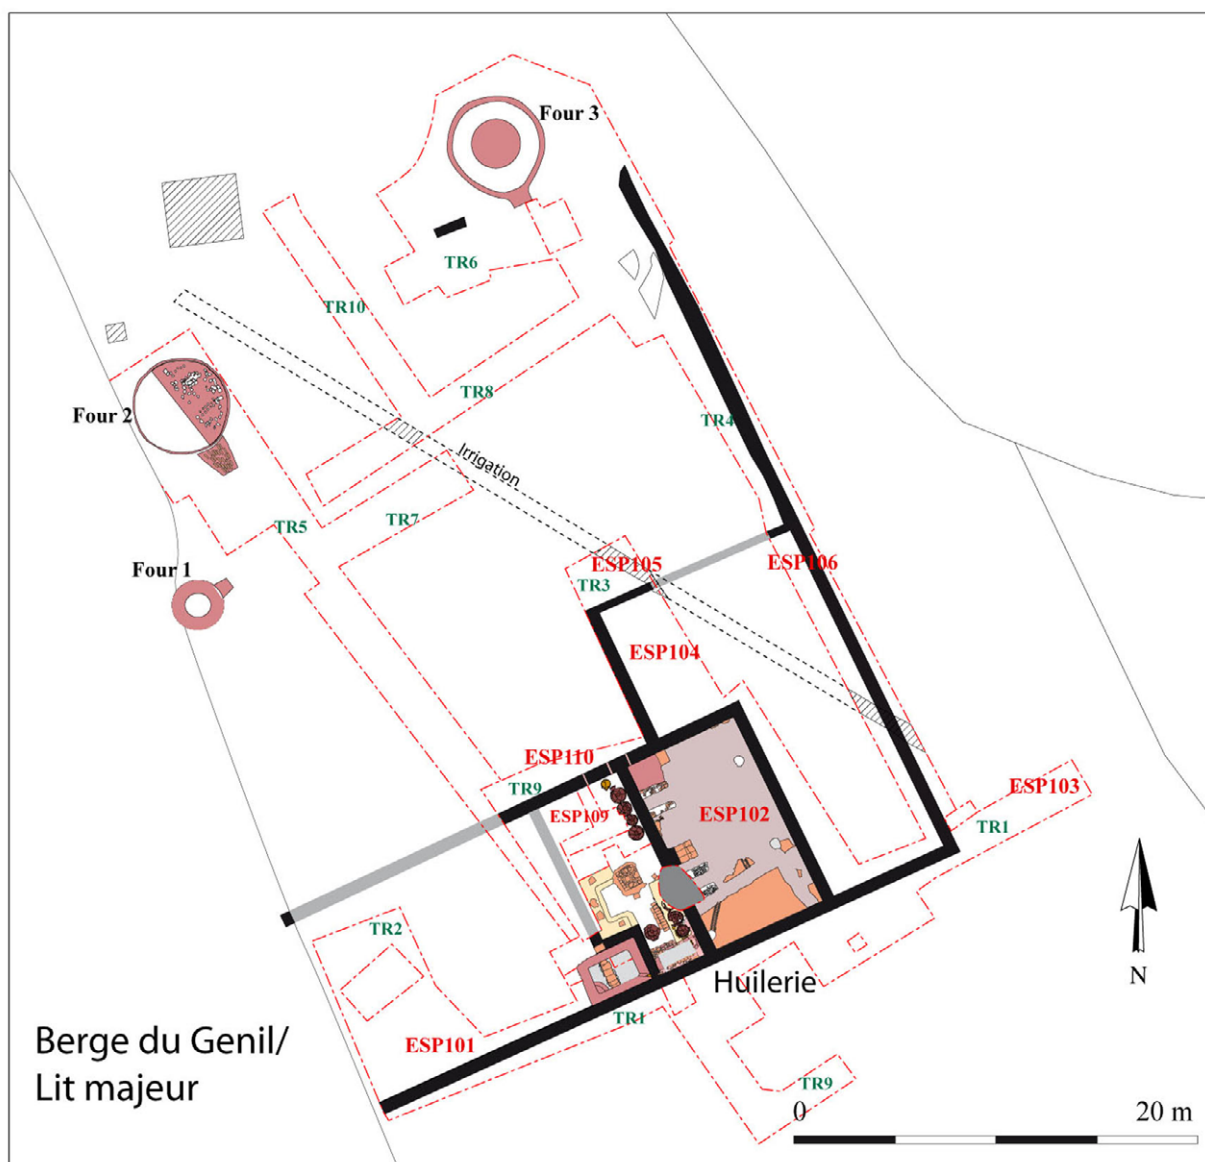 Four 3
TR6
TR10
TR8
Four 2
TR4
Irrigation
TR7
TR5
Four 1
ESP105
ESP106
TR3
ESP104
ESP110
TR9
ESP103
ESP109
ESP102
TR1
TR2
Huilerie
N
TR1
ESP101
Berge du Genil/
Lit majeur
TR9
0
20 m